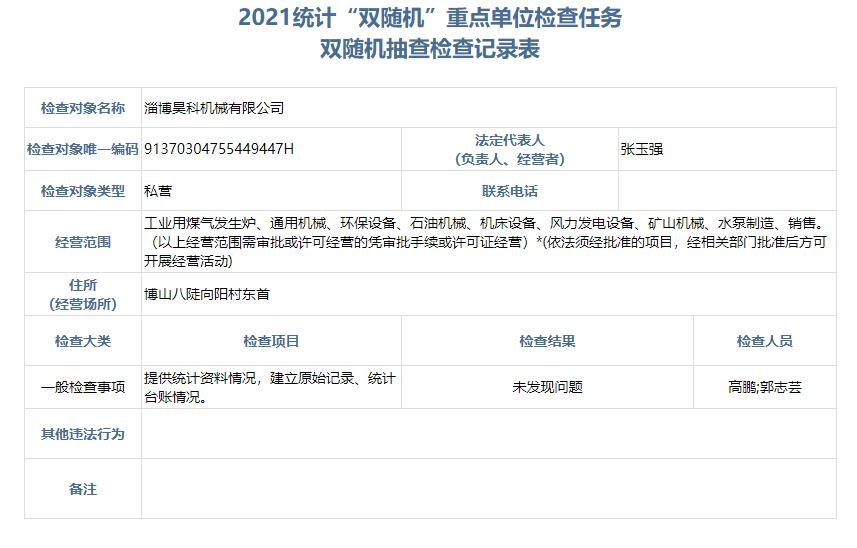 2021统计“双随机”重点单位检查任务
双随机抽查检查记录表
检查对象名称 淄博昊科机械有限公司
检查对象唯一编码 91370304755449447H 法定代表人
（负责人、经营者） 张玉强
检查对象类型 私营 联系电话
经营范围 工业用煤气发生炉、通用机械、环保设备、石油机械、机床设备、风力发电设备、矿山机械、水泵制造、销售。
（以上经营范围需审批或许可经营的凭审批手续或许可证经营）*(依法须经批准的项目，经相关部门批准后方可
开展经营活动)
住所
（经营场所） 博山八陡向阳村东首
检查大类 检查项目 检查结果 检查人员
一般检查事项 提供统计资料情况，建立原始记录、统计
台账情况。 未发现问题 高鹏;郭志芸
其他违法行为
备注